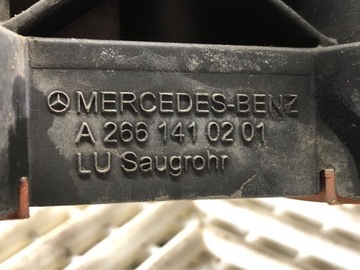 MERCEDES-BENZ
A 266 141 02 01
LU Saugrohr